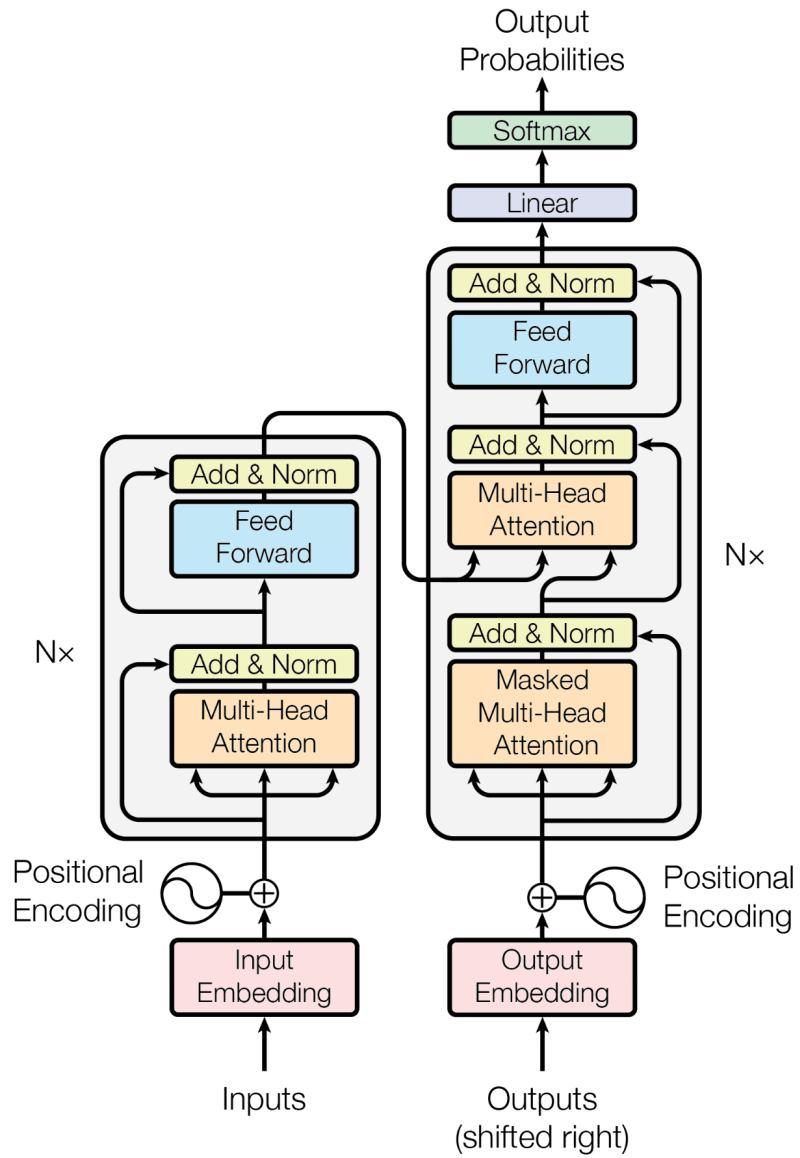 Output
Probabilities
Softmax
Linear
Add & Norm
Feed
Forward
Add & Norm
Multi-Head
Attention
Add & Norm
Masked
Multi-Head
Attention
Nx
Add & Norm
Feed
Forward
Add & Norm
Multi-Head
Attention
Nx
Positional
Encoding
Positional
Encoding
Input
Embedding
Output
Embedding
Inputs
Outputs
(shifted right)